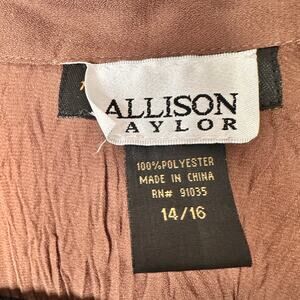 ALLISON
AYLOR
100% POLYESTER
MADE IN CHINA
RN# 91035
14/16